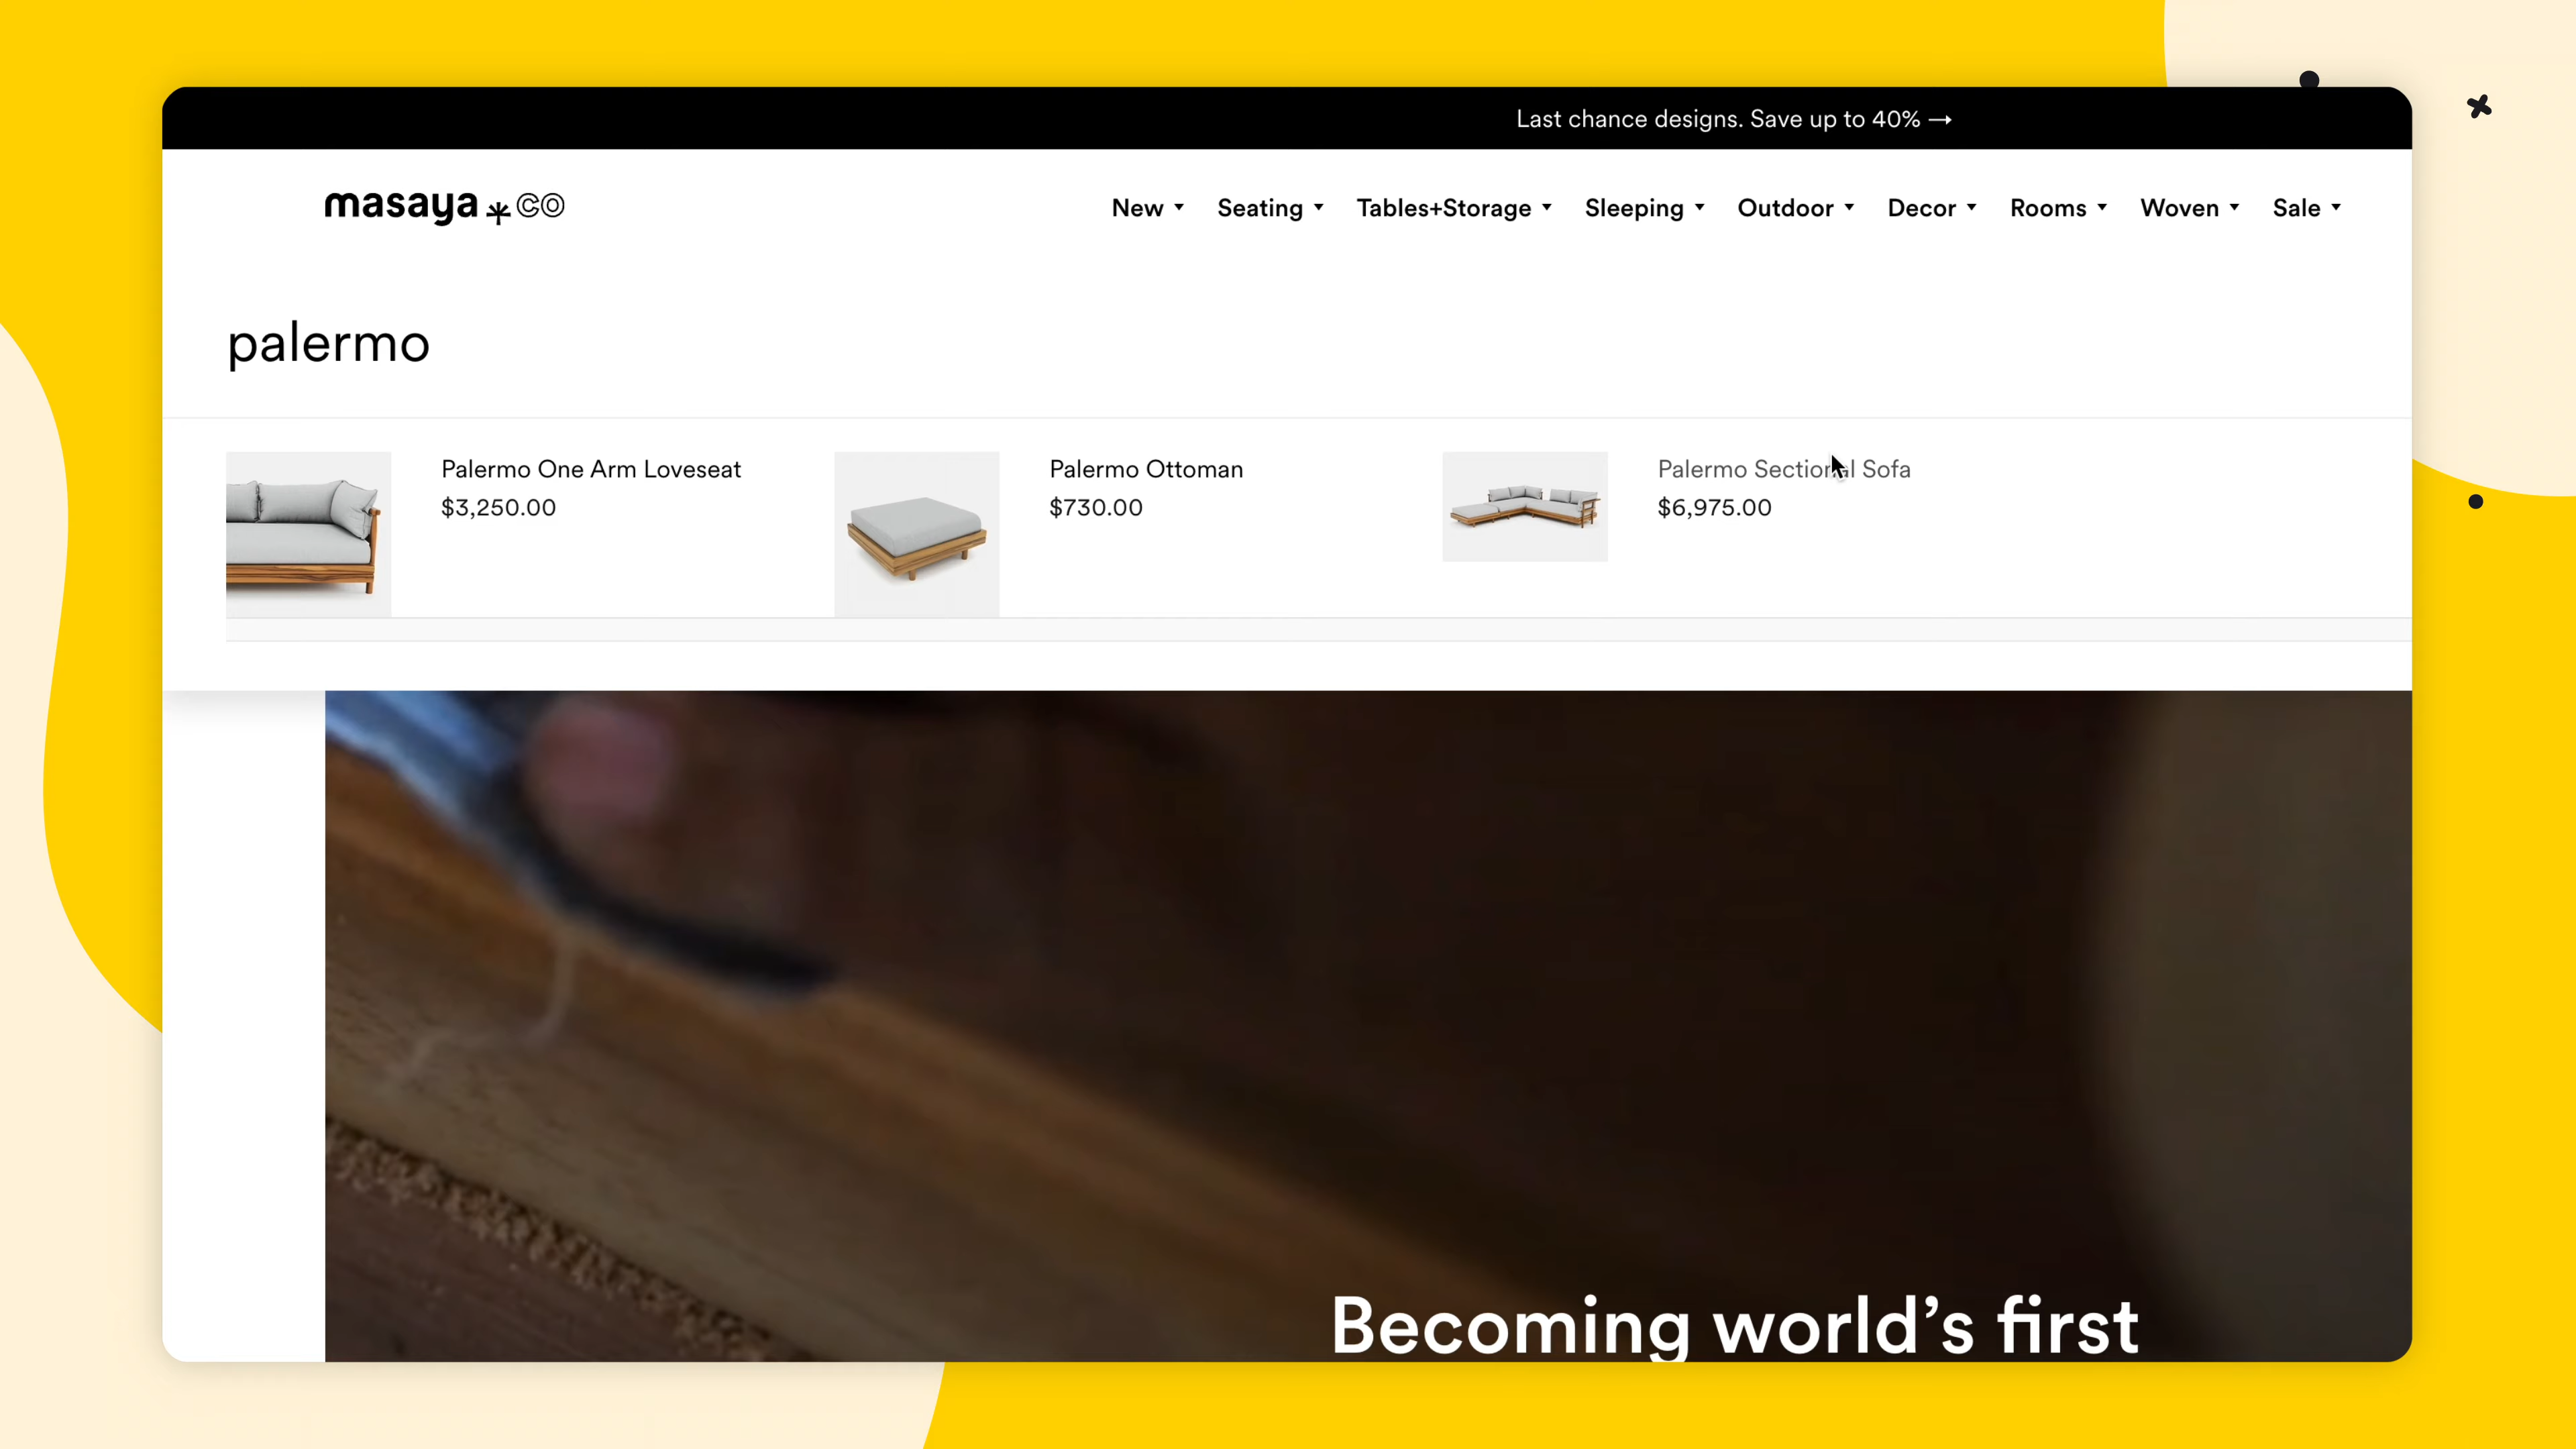 Last chance designs. Save up to 40% →
masaya CO
New Seating Tables+Storage Sleeping Outdoor Decor Rooms Woven Sale
palermo
Palermo One Arm Loveseat
$3,250.00
Palermo Ottoman
$730.00
Palermo Sectional Sofa
$6,975.00
Becoming world’s first